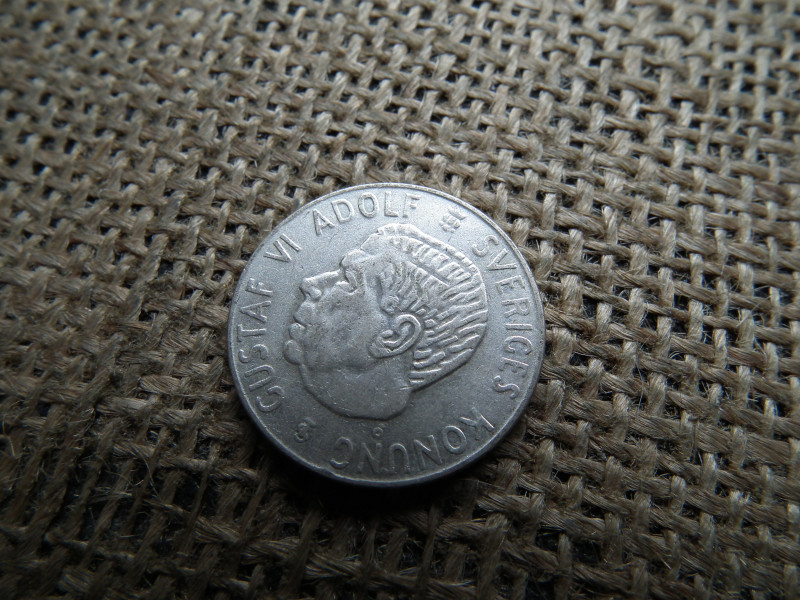 GUSTAF VI ADOLF SVERIGES KONUNG